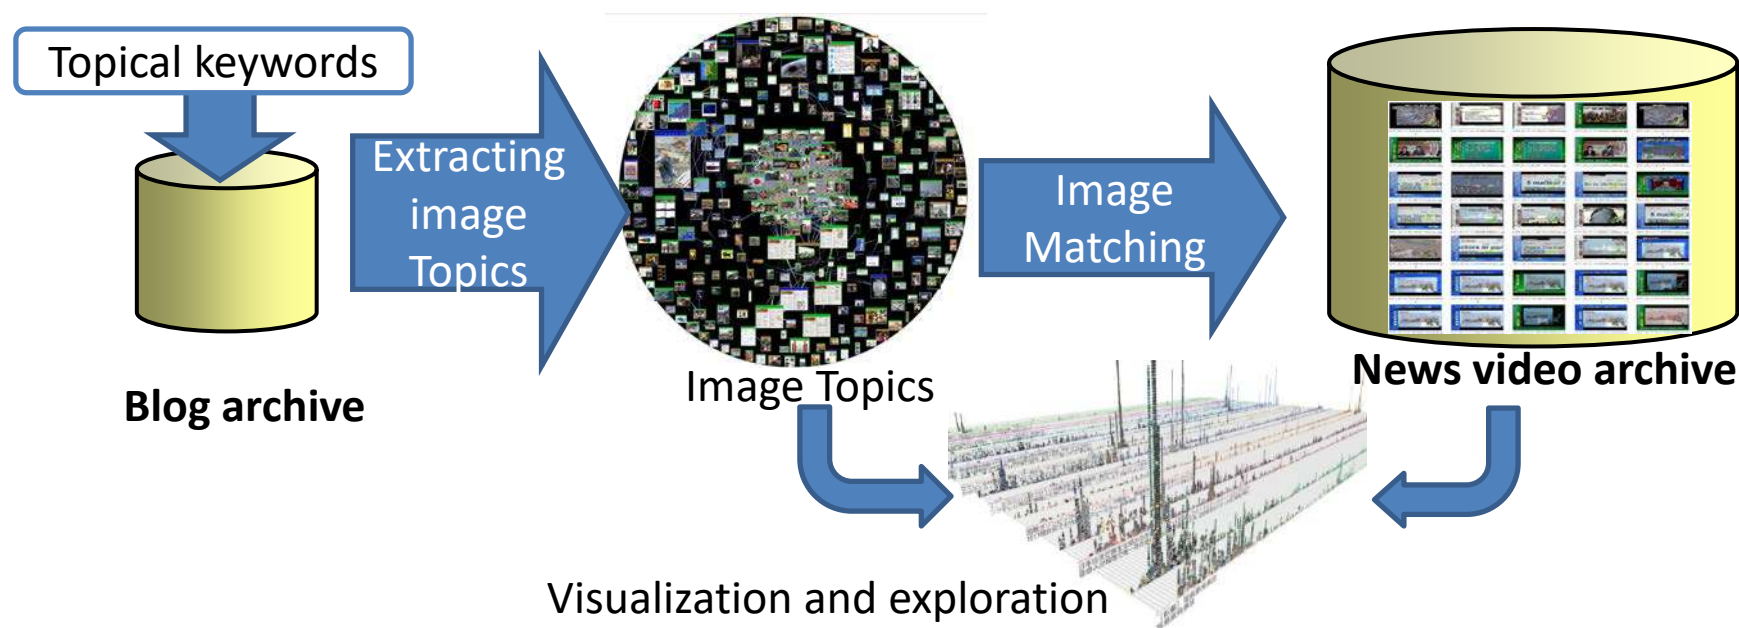 Topical keywords
Extracting
image
Topics
Image
Matching
Blog archive
Image Topics
News video archive
Visualization and exploration